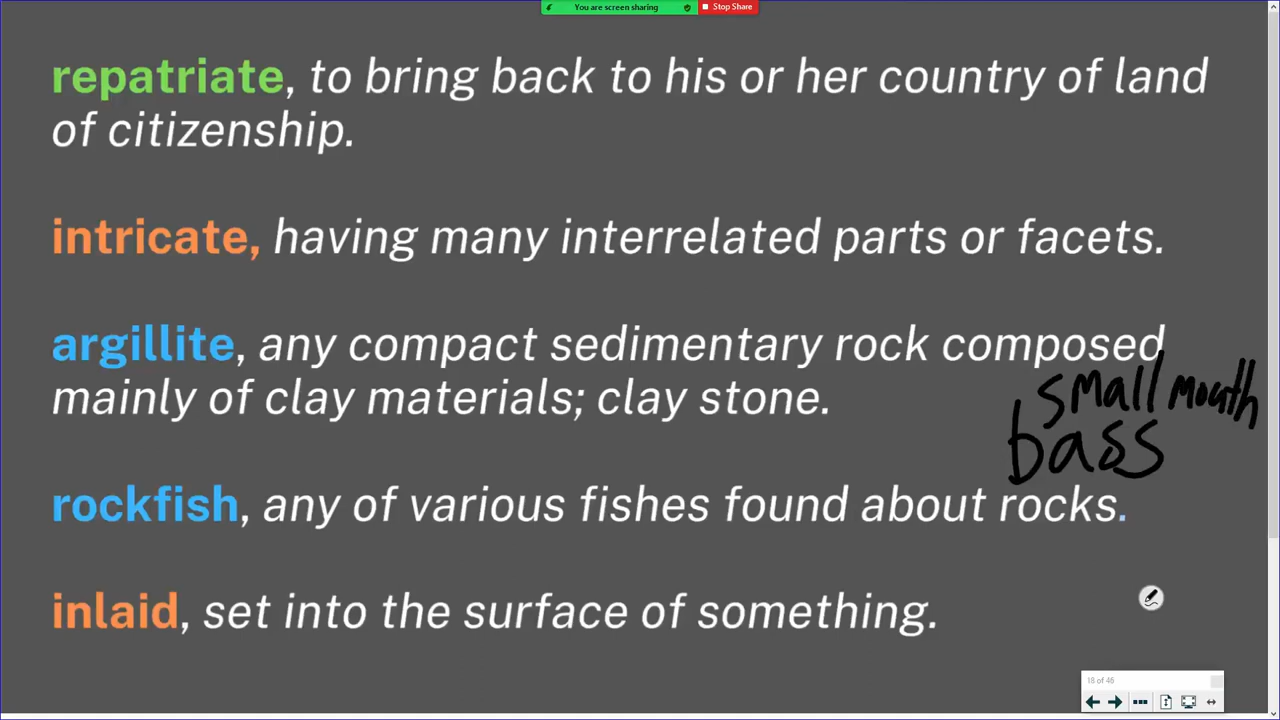 You are screen sharing Stop Share
repatriate, to bring back to his or her country of land
of citizenship.
intricate, having many interrelated parts or facets.
argillite, any compact sedimentary rock composed
mainly of clay materials; clay stone.
small mouth
bass
rockfish, any of various fishes found about rocks.
inlaid, set into the surface of something.
18 of 46